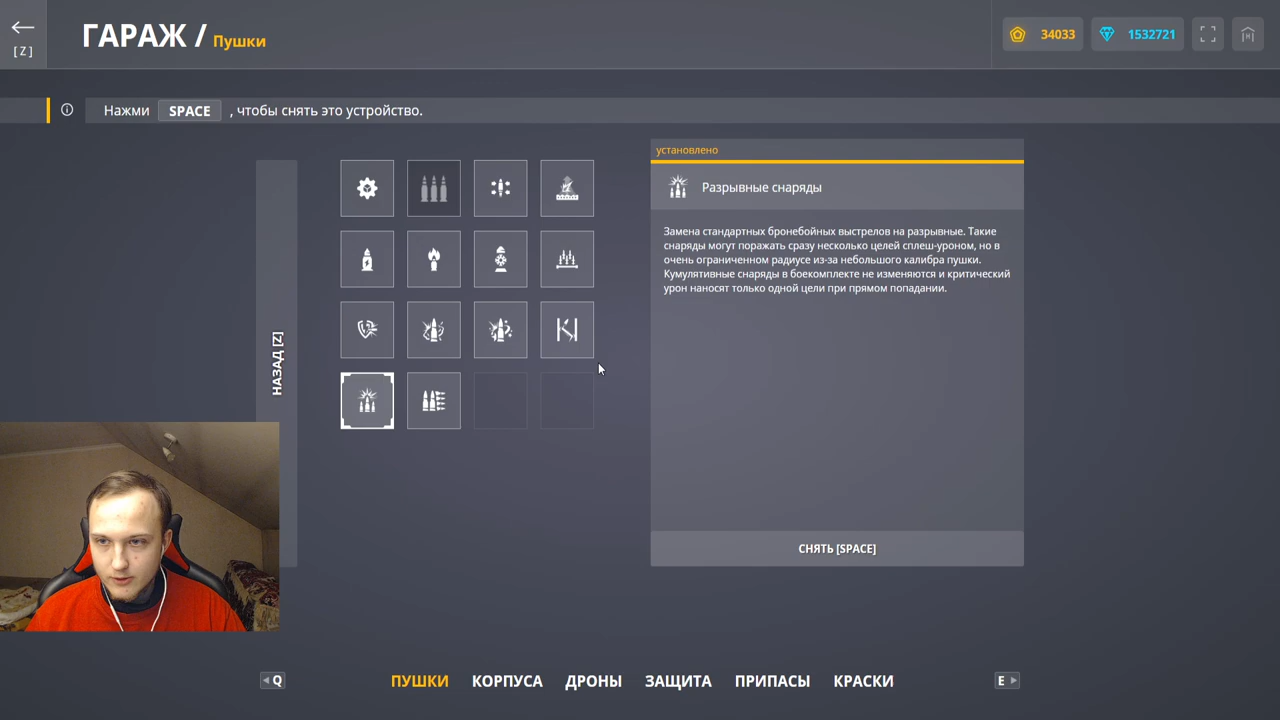 [Z]
ГАРАЖ / Пушки
34033
1532721
Нажми SPACE , чтобы снять это устройство.
НАЗАД [Z]
установлено
Разрывные снаряды
Замена стандартных бронебойных выстрелов на разрывные. Такие
снаряды могут поражать сразу несколько целей сплеш-уроном, но в
очень ограниченном радиусе из-за небольшого калибра пушки.
Кумулятивные снаряды в боекомплекте не изменяются и критический
урон наносят только одной цели при прямом попадании.
СНЯТЬ [SPACE]
Q ПУШКИ КОРПУСА ДРОНЫ ЗАЩИТА ПРИПАСЫ КРАСКИ E